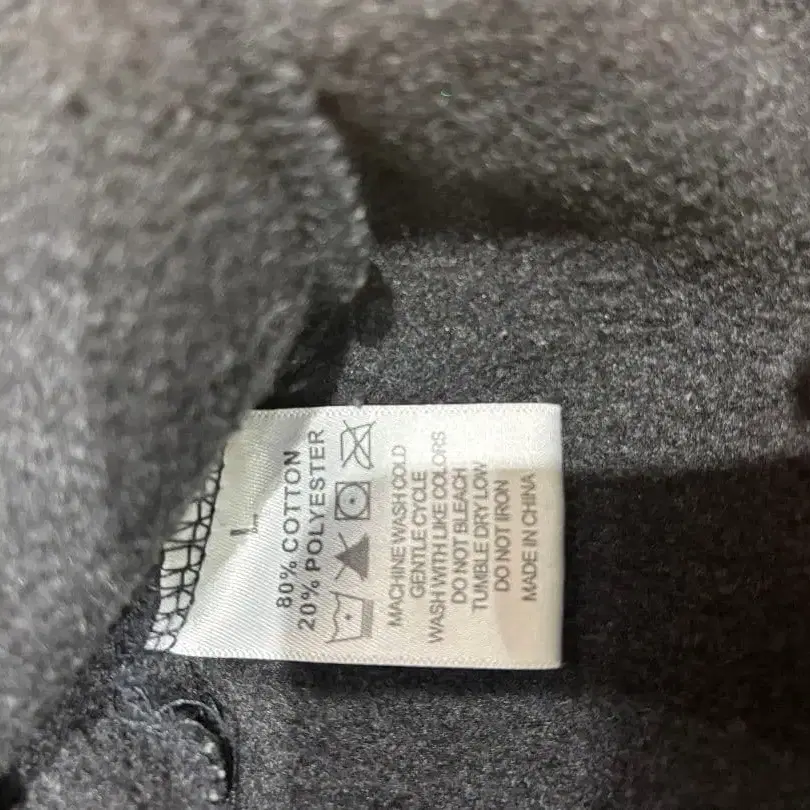 L
80% COTTON
20% POLYESTER
MACHINE WASH COLD
GENTLE CYCLE
WASH WITH LIKE COLORS
DO NOT BLEACH
TUMBLE DRY LOW
DO NOT IRON
MADE IN CHINA